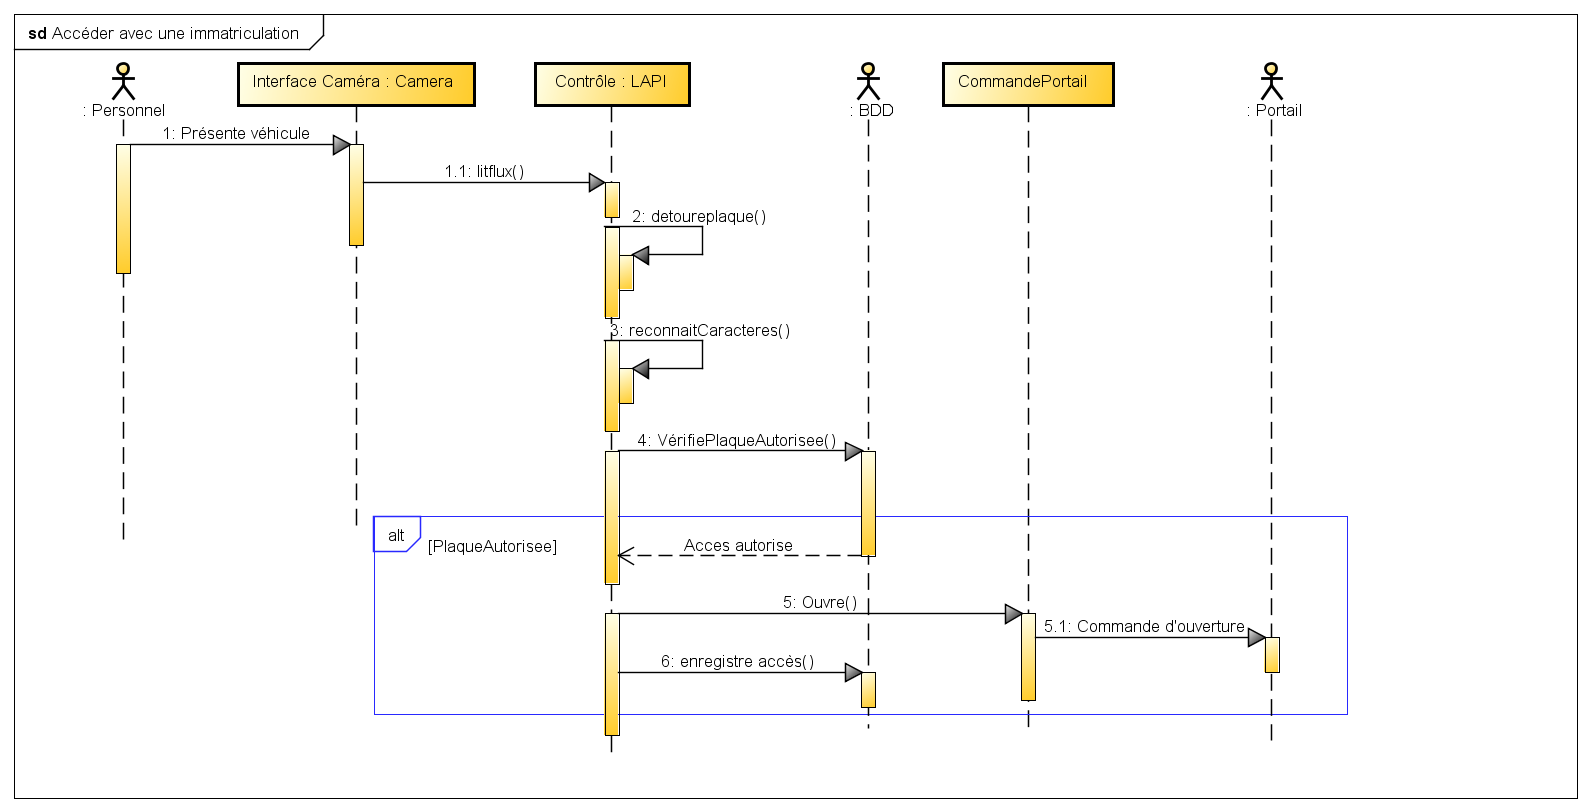 sd Accéder avec une immatriculation
: Personnel
Interface Caméra : Camera
Contrôle : LAPI
: BDD
CommandePortail
: Portail
1: Présente véhicule
1.1: litflux()
2: detoureplaque()
3: reconnaitCaracteres()
4: VérifiePlaqueAutorisee()
alt
[PlaqueAutorisee]
Acces autorise
5: Ouvre()
5.1: Commande d'ouverture
6: enregistre accès()